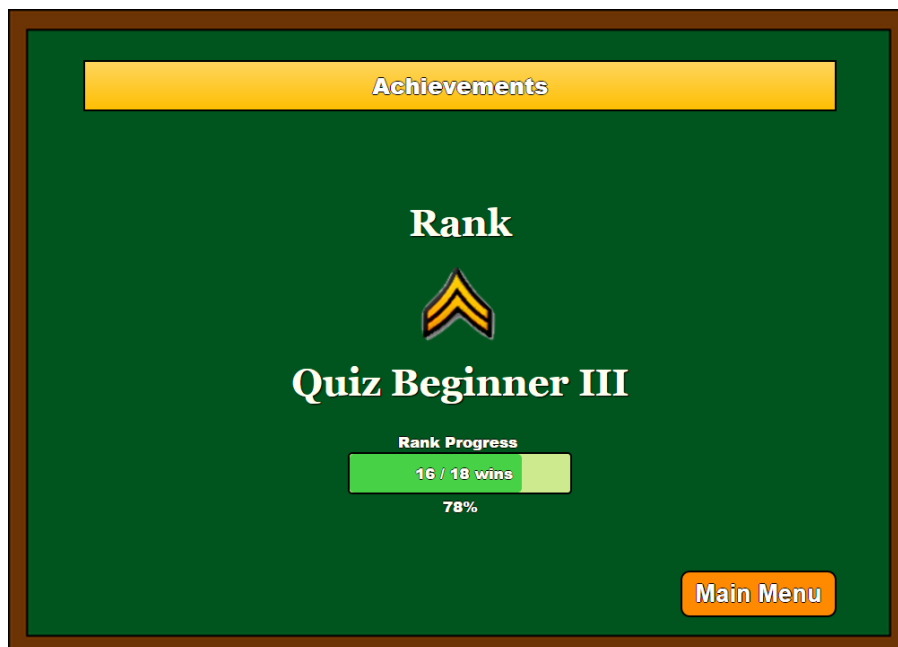 Achievements
Rank
Quiz Beginner III
Rank Progress
16 / 18 wins
78%
Main Menu